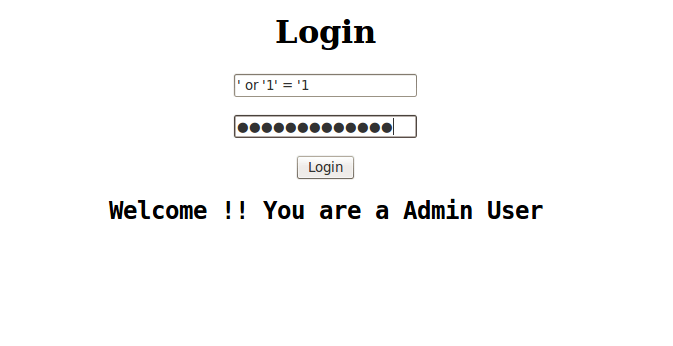 Login
' or '1' = '1
●●●●●●●●●●●●●
Login
Welcome !! You are a Admin User